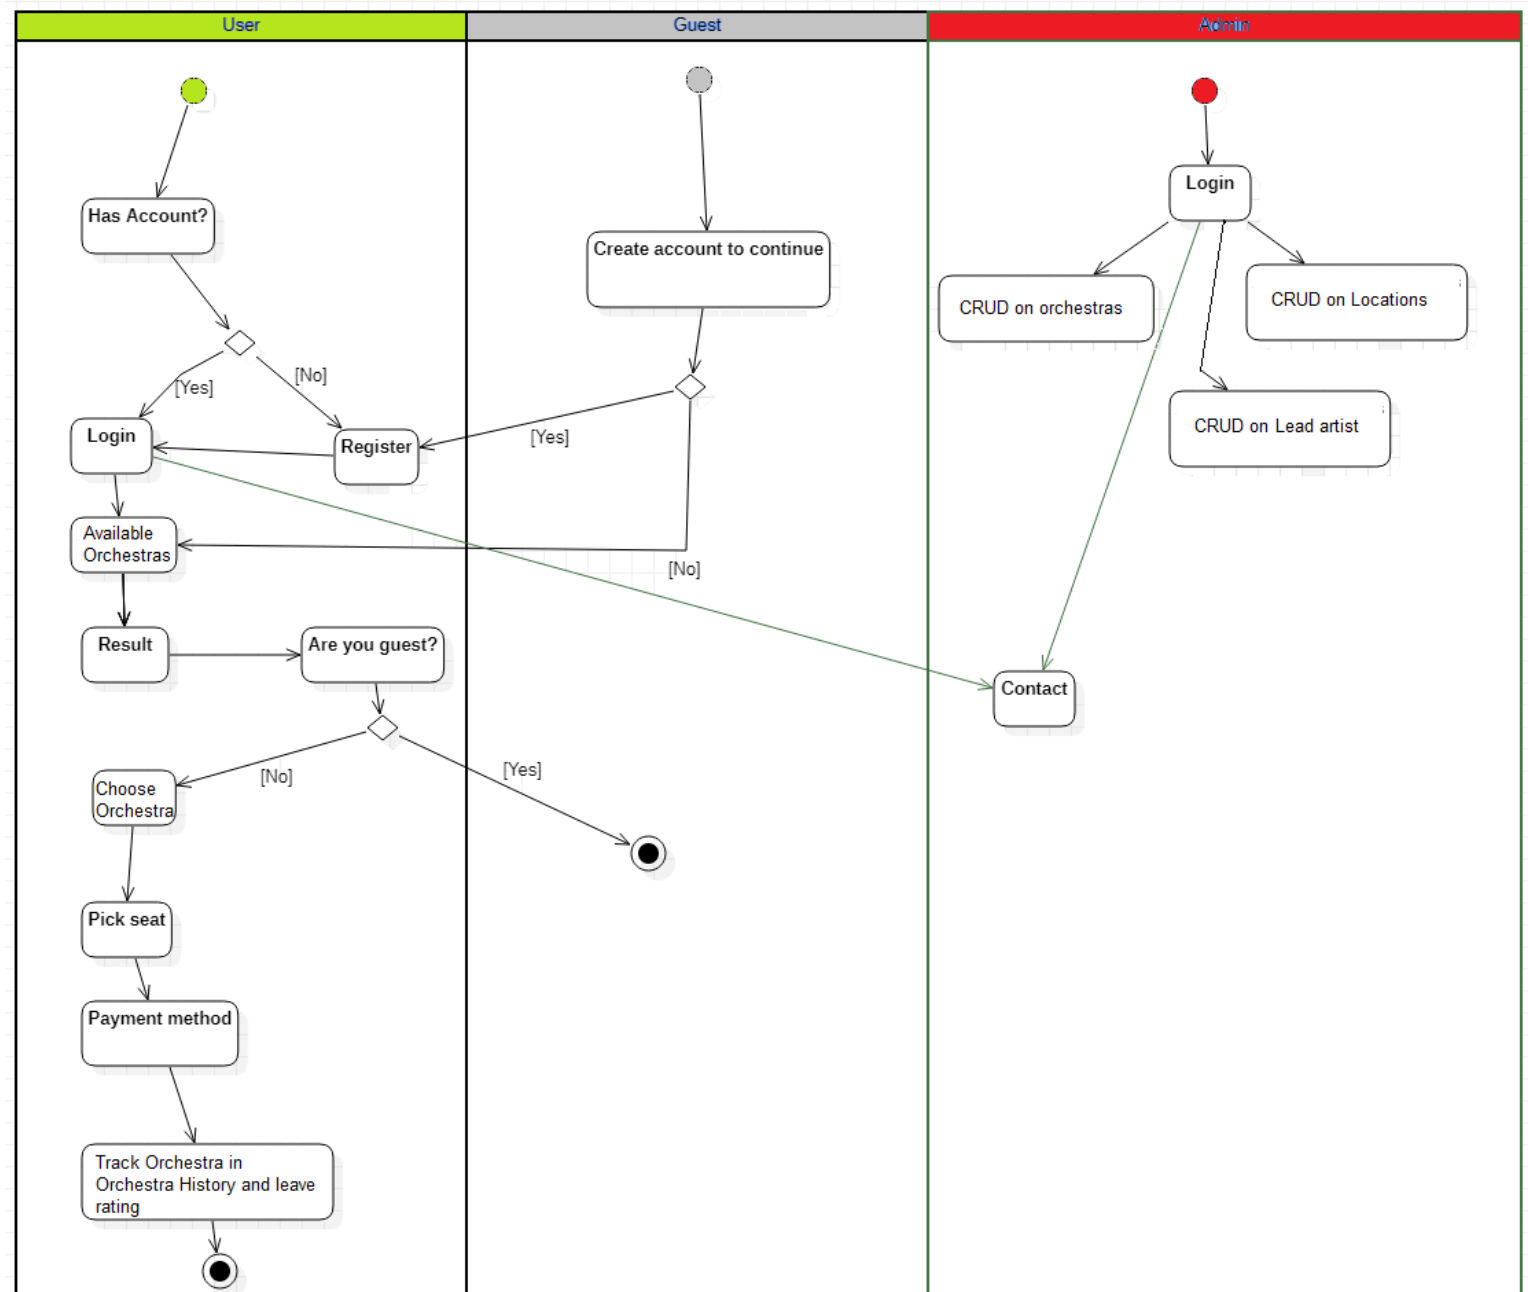 User
Guest
Admin
Has Account?
[Yes]
[No]
Login
Register
Available
Orchestras
Result
Are you guest?
[No]
[Yes]
Choose
Orchestra
Pick seat
Payment method
Track Orchestra in
Orchestra History and leave
rating
Create account to continue
[Yes]
[No]
Login
CRUD on orchestras
CRUD on Locations
CRUD on Lead artist
Contact